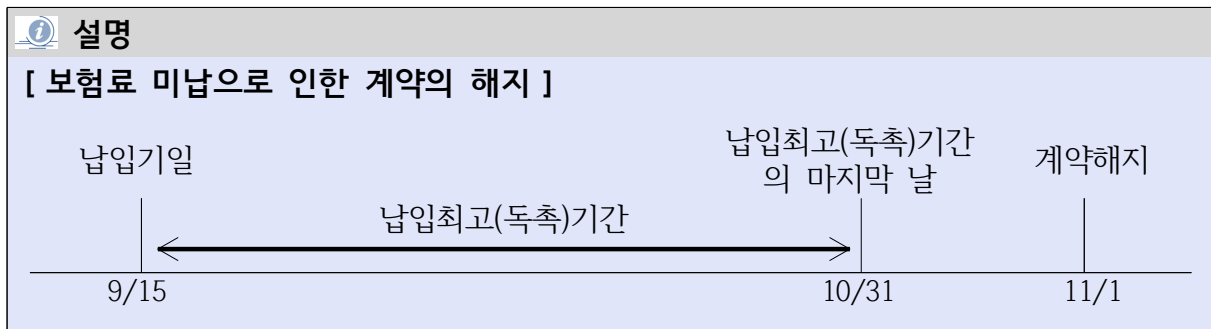 설명
[ 보험료 미납으로 인한 계약의 해지 ]
납입기일
납입최고(독촉)기간
의 마지막 날
계약해지
납입최고(독촉)기간
9/15
10/31
11/1